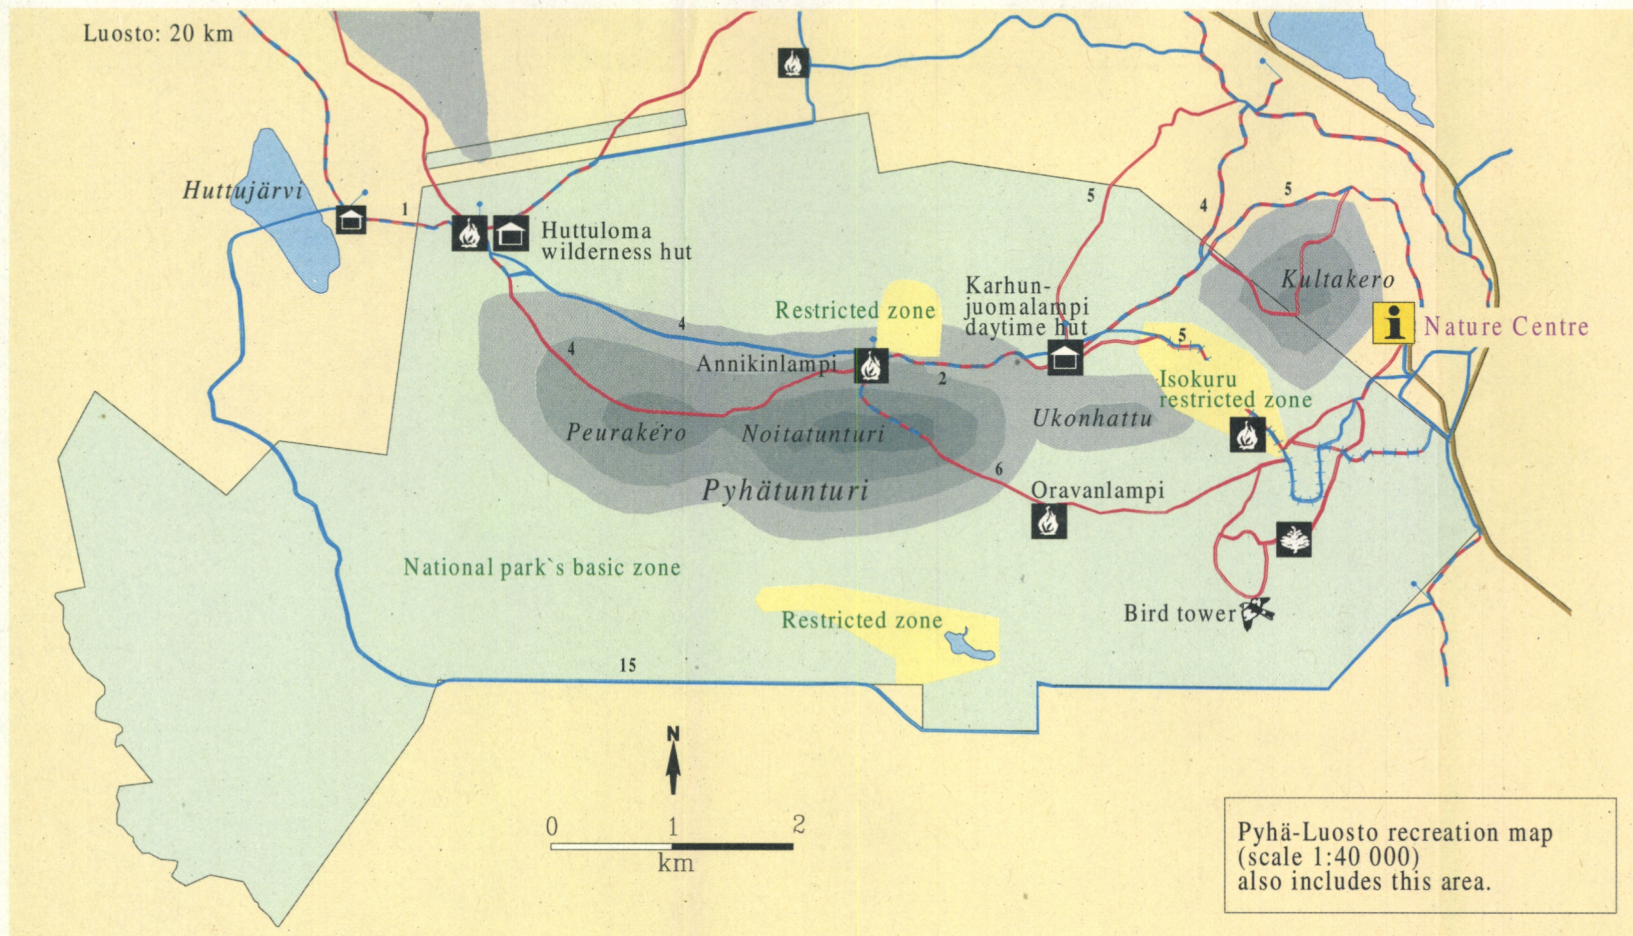 Luosto: 20 km
Huttujärvi
1
Huttuloma
wilderness hut
5
4
5
Kultakero
Karhun-
juomalampi
daytime hut
Restricted zone
4
4
Annikinlampi
2
5
i
Nature Centre
Isokuru
restricted zone
Peurakero
Noitatunturi
Ukonhattu
6
Pyhätunturi
Oravanlampi
National park`s basic zone
Restricted zone
Bird tower
15
N
0 1 2
km
Pyhä-Luosto recreation map
(scale 1:40 000)
also includes this area.